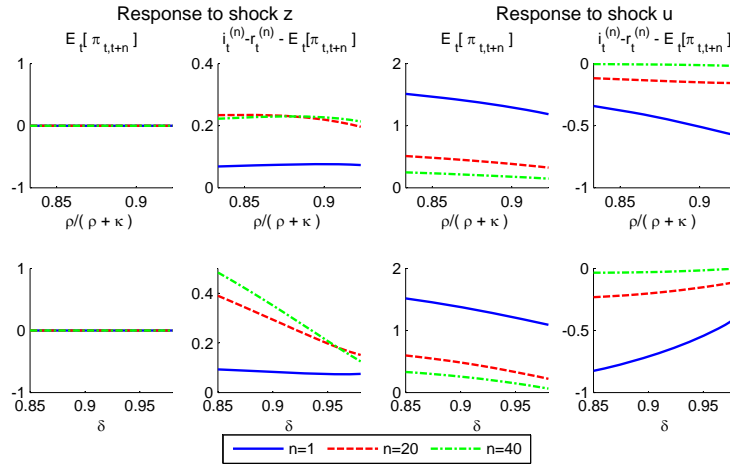 Response to shock z Response to shock u
E_t[ π_{t,t+n} ] i_t^{(n)}-r_t^{(n)} - E_t[π_{t,t+n} ] E_t[ π_{t,t+n} ] i_t^{(n)}-r_t^{(n)} - E_t[π_{t,t+n} ]
1 0.4 2 0
0 0.2 1 -0.5
-1 0 0 -1
0.85 0.9 0.85 0.9 0.85 0.9 0.85 0.9
ρ/( ρ + κ ) ρ/( ρ + κ ) ρ/( ρ + κ ) ρ/( ρ + κ )
1 0.4 2 0
0 0.2 1 -0.5
-1 0 0 -1
0.85 0.9 0.95 0.85 0.9 0.95 0.85 0.9 0.95 0.85 0.9 0.95
δ δ δ δ
n=1 n=20 n=40